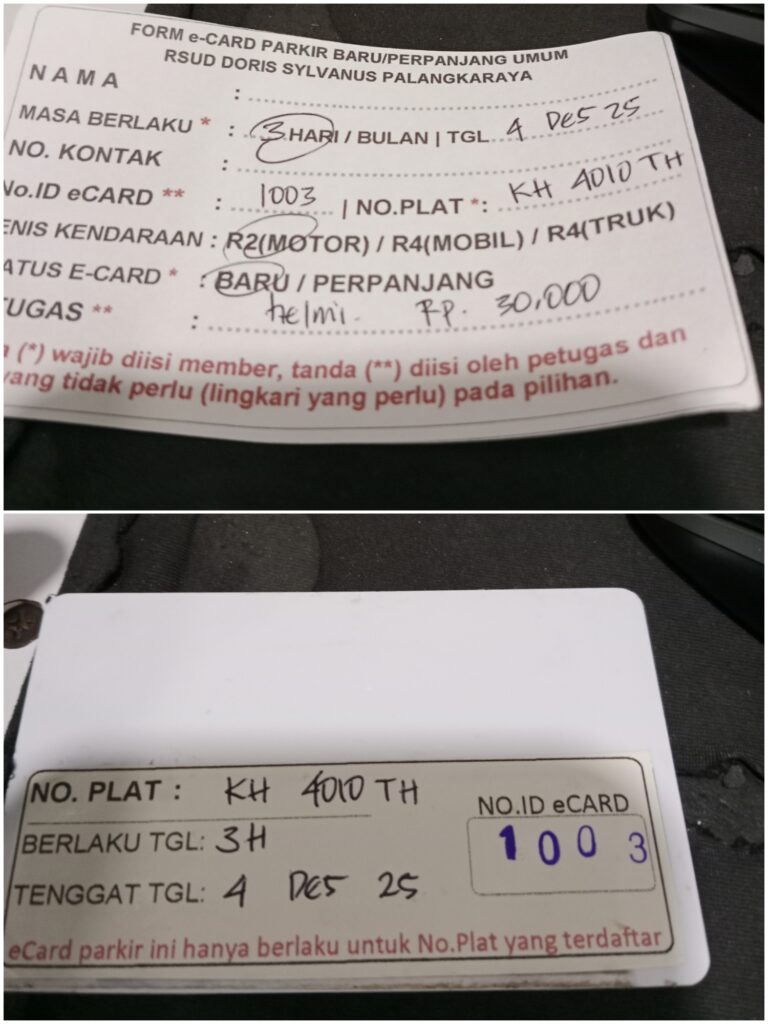 FORM e-CARD PARKIR BARU/PERPANJANG UMUM
RSUD DORIS SYLVANUS PALANGKARAYA
NAMA :
MASA BERLAKU * : 3 HARI / BULAN | TGL 4 Des 25
NO. KONTAK :
No.ID eCARD ** : 1003 | NO.PLAT *: KH 4010 TH
ENIS KENDARAAN : R2(MOTOR) / R4(MOBIL) / R4(TRUK)
ATUS E-CARD * : BARU / PERPANJANG
TUGAS ** : helmi. Rp. 30.000
(*) wajib diisi member, tanda (**) diisi oleh petugas dan
yang tidak perlu (lingkari yang perlu) pada pilihan.
NO. PLAT : KH 4010 TH
NO.ID eCARD
1003
BERLAKU TGL: 3H
TENGGAT TGL: 4 DES 25
eCard parkir ini hanya berlaku untuk No.Plat yang terdaftar